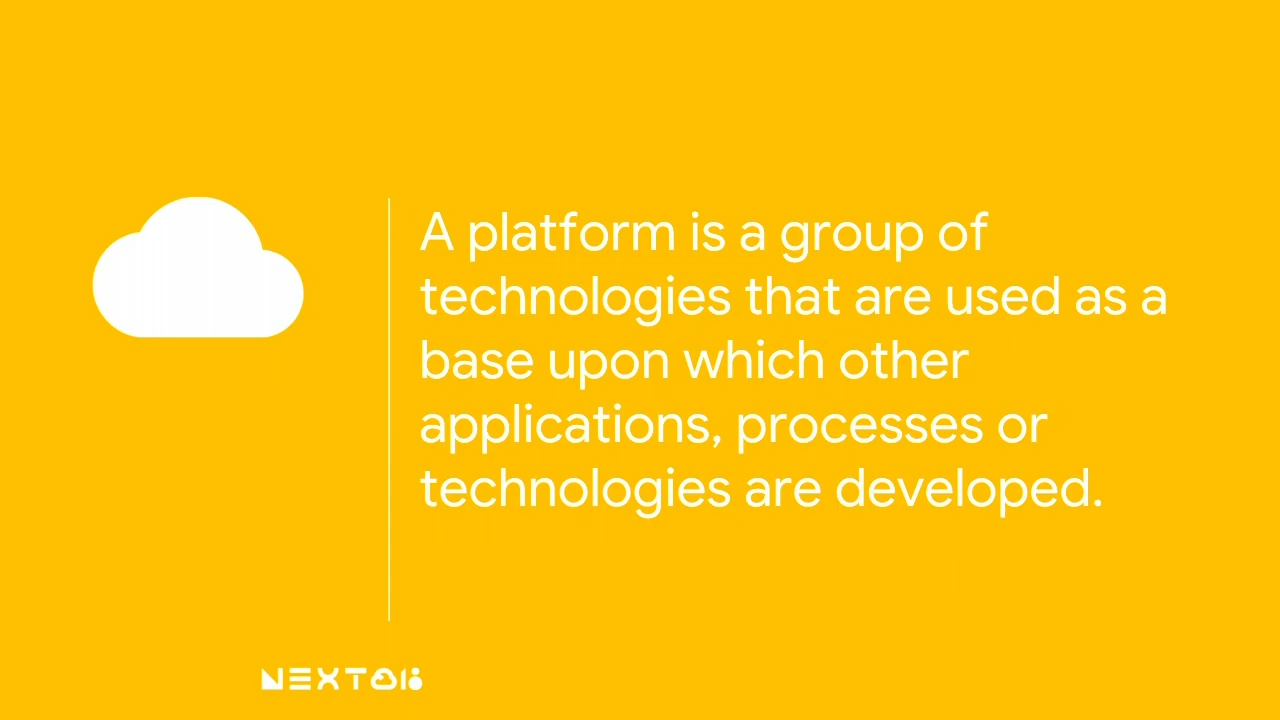 A platform is a group of
technologies that are used as a
base upon which other
applications, processes or
technologies are developed.
NEXT 18